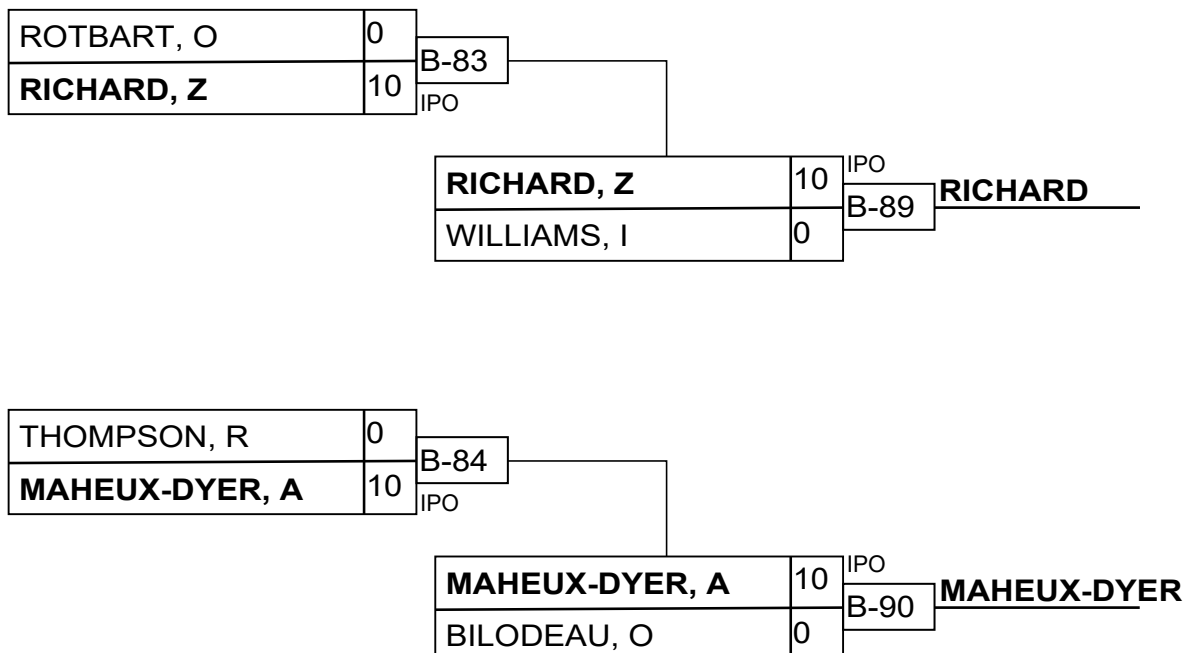 ROTBART, O 0
B-83
RICHARD, Z 10
IPO
RICHARD, Z 10 IPO
B-89 RICHARD
WILLIAMS, I 0
THOMPSON, R 0
B-84
MAHEUX-DYER, A 10
IPO
MAHEUX-DYER, A 10 IPO
B-90 MAHEUX-DYER
BILODEAU, O 0